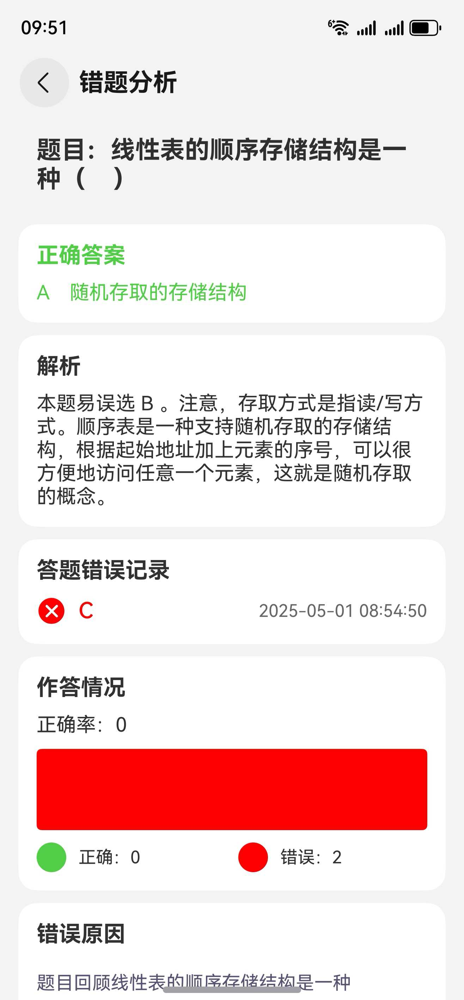 09:51
6+
错题分析
题目：线性表的顺序存储结构是一
种（ ）
正确答案
A 随机存取的存储结构
解析
本题易误选 B 。注意，存取方式是指读/写方
式。顺序表是一种支持随机存取的存储结
构，根据起始地址加上元素的序号，可以很
方便地访问任意一个元素，这就是随机存取
的概念。
答题错误记录
C 2025-05-01 08:54:50
作答情况
正确率：0
正确：0 错误：2
错误原因
题目回顾线性表的顺序存储结构是一种